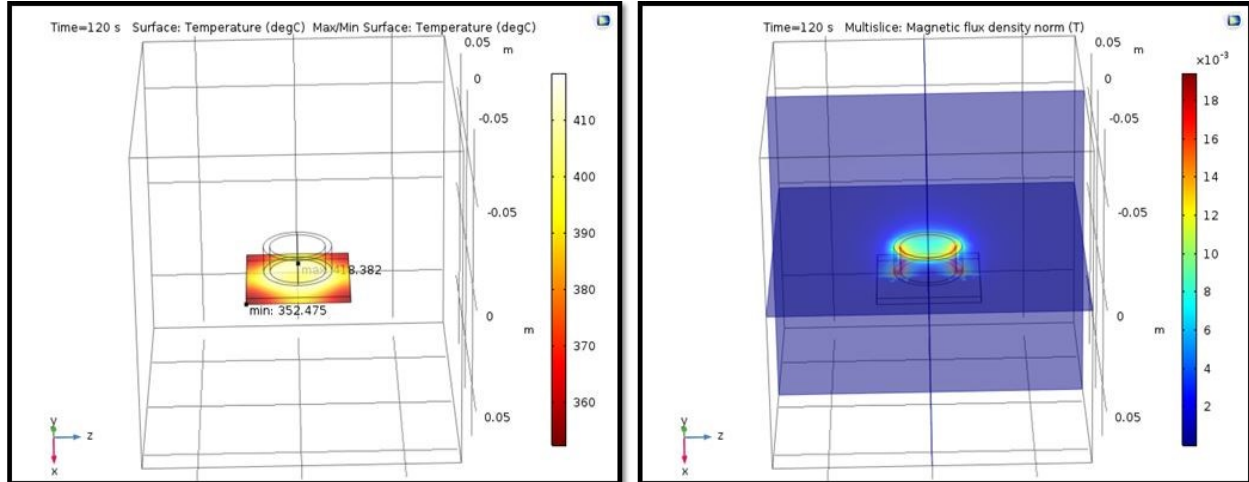 Time=120 s Surface: Temperature (degC) Max/Min Surface: Temperature (degC)
0.05
m
0
-0.05
-0.05
410
400
390
380
370
360
max: 418.382
min: 352.475
0
m
0.05
y
z
x
Time=120 s Multislice: Magnetic flux density norm (T)
0.05
m
0
-0.05
-0.05
×10⁻³
18
16
14
12
10
8
6
4
2
0
m
0.05
y
z
x